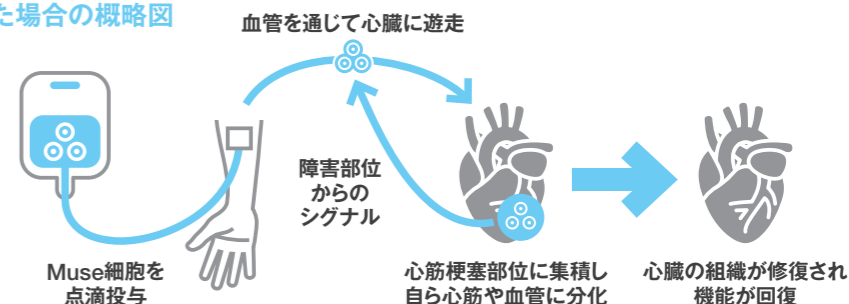 た場合の概略図
血管を通じて心臓に遊走
障害部位
からの
シグナル
Muse細胞を
点滴投与
心筋梗塞部位に集積し
自ら心筋や血管に分化
心臓の組織が修復され
機能が回復